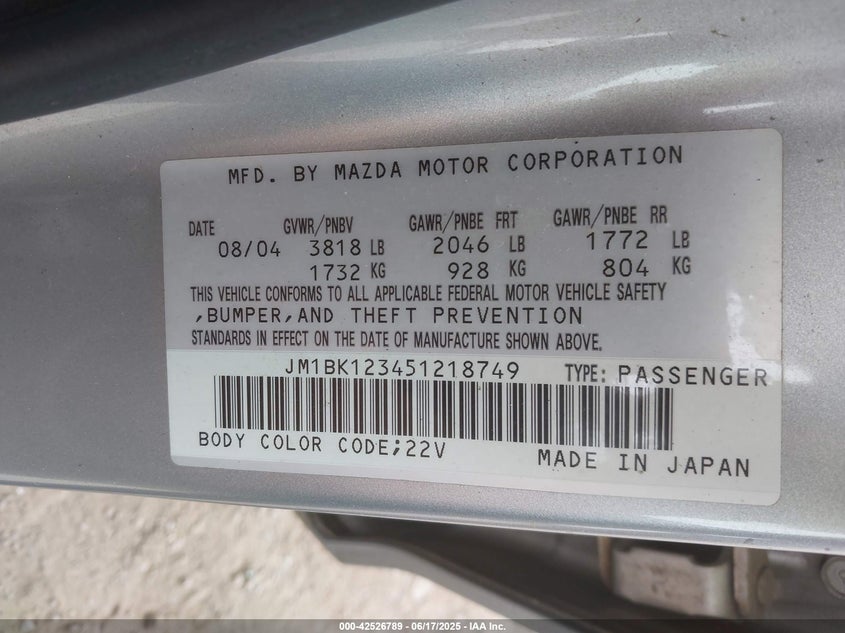 MFD. BY MAZDA MOTOR CORPORATION
DATE GVWR/PNBV GAWR/PNBE FRT GAWR/PNBE RR
08/04 3818 LB 2046 LB 1772 LB
1732 KG 928 KG 804 KG
THIS VEHICLE CONFORMS TO ALL APPLICABLE FEDERAL MOTOR VEHICLE SAFETY
,BUMPER,AND THEFT PREVENTION
STANDARDS IN EFFECT ON THE DATE OF MANUFACTURE SHOWN ABOVE.
JM1BK123451218749 TYPE: PASSENGER
BODY COLOR CODE;22V MADE IN JAPAN
000-42526789 - 06/17/2025 - IAA Inc.